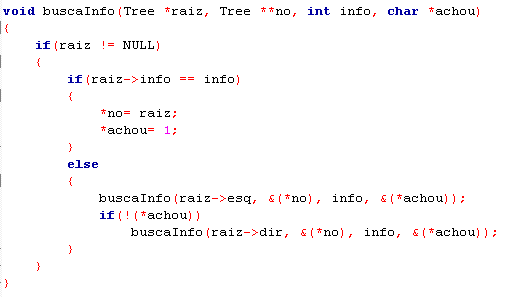 void buscaInfo(Tree *raiz, Tree **no, int info, char *achou)
{
if(raiz != NULL)
{
if(raiz->info == info)
{
*no= raiz;
*achou= 1;
}
else
{
buscaInfo(raiz->esq, &(*no), info, &(*achou));
if(!(*achou))
buscaInfo(raiz->dir, &(*no), info, &(*achou));
}
}
}